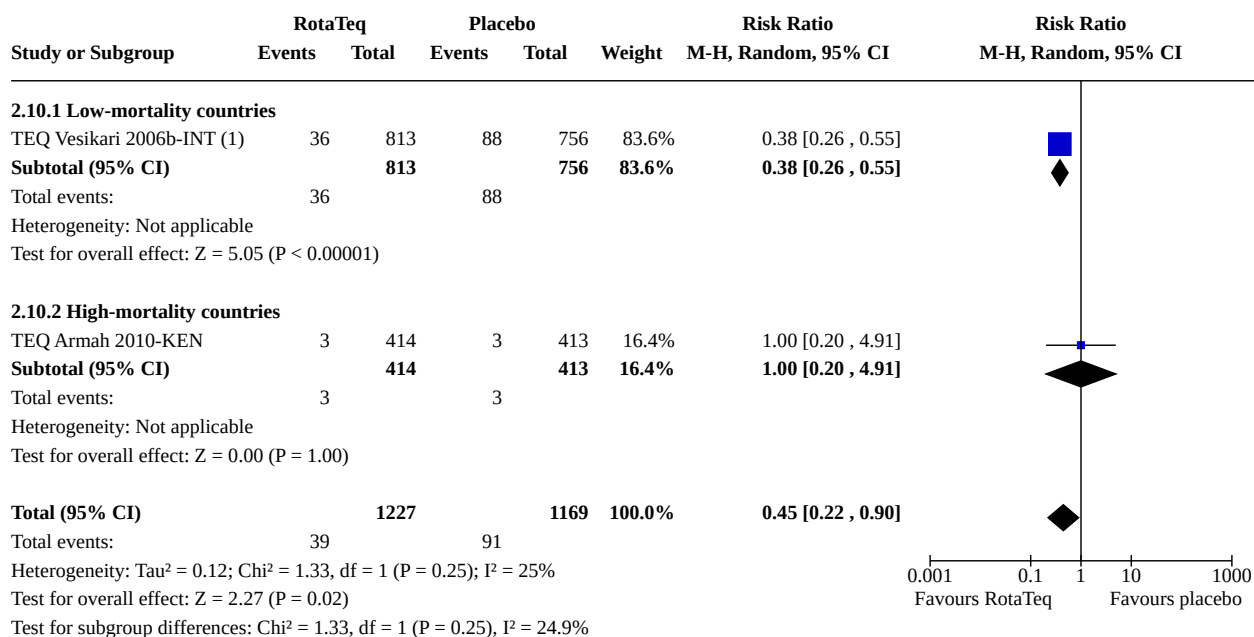 RotaTeq Placebo Risk Ratio Risk Ratio
Study or Subgroup Events Total Events Total Weight M-H, Random, 95% CI M-H, Random, 95% CI
2.10.1 Low-mortality countries
TEQ Vesikari 2006b-INT (1) 36 813 88 756 83.6% 0.38 [0.26 , 0.55]
Subtotal (95% CI) 813 756 83.6% 0.38 [0.26 , 0.55]
Total events: 36 88
Heterogeneity: Not applicable
Test for overall effect: Z = 5.05 (P < 0.00001)
2.10.2 High-mortality countries
TEQ Armah 2010-KEN 3 414 3 413 16.4% 1.00 [0.20 , 4.91]
Subtotal (95% CI) 414 413 16.4% 1.00 [0.20 , 4.91]
Total events: 3 3
Heterogeneity: Not applicable
Test for overall effect: Z = 0.00 (P = 1.00)
Total (95% CI) 1227 1169 100.0% 0.45 [0.22 , 0.90]
Total events: 39 91
Heterogeneity: Tau² = 0.12; Chi² = 1.33, df = 1 (P = 0.25); I² = 25%
0.001 0.1 1 10 1000
Test for overall effect: Z = 2.27 (P = 0.02)
Favours RotaTeq Favours placebo
Test for subgroup differences: Chi² = 1.33, df = 1 (P = 0.25), I² = 24.9%